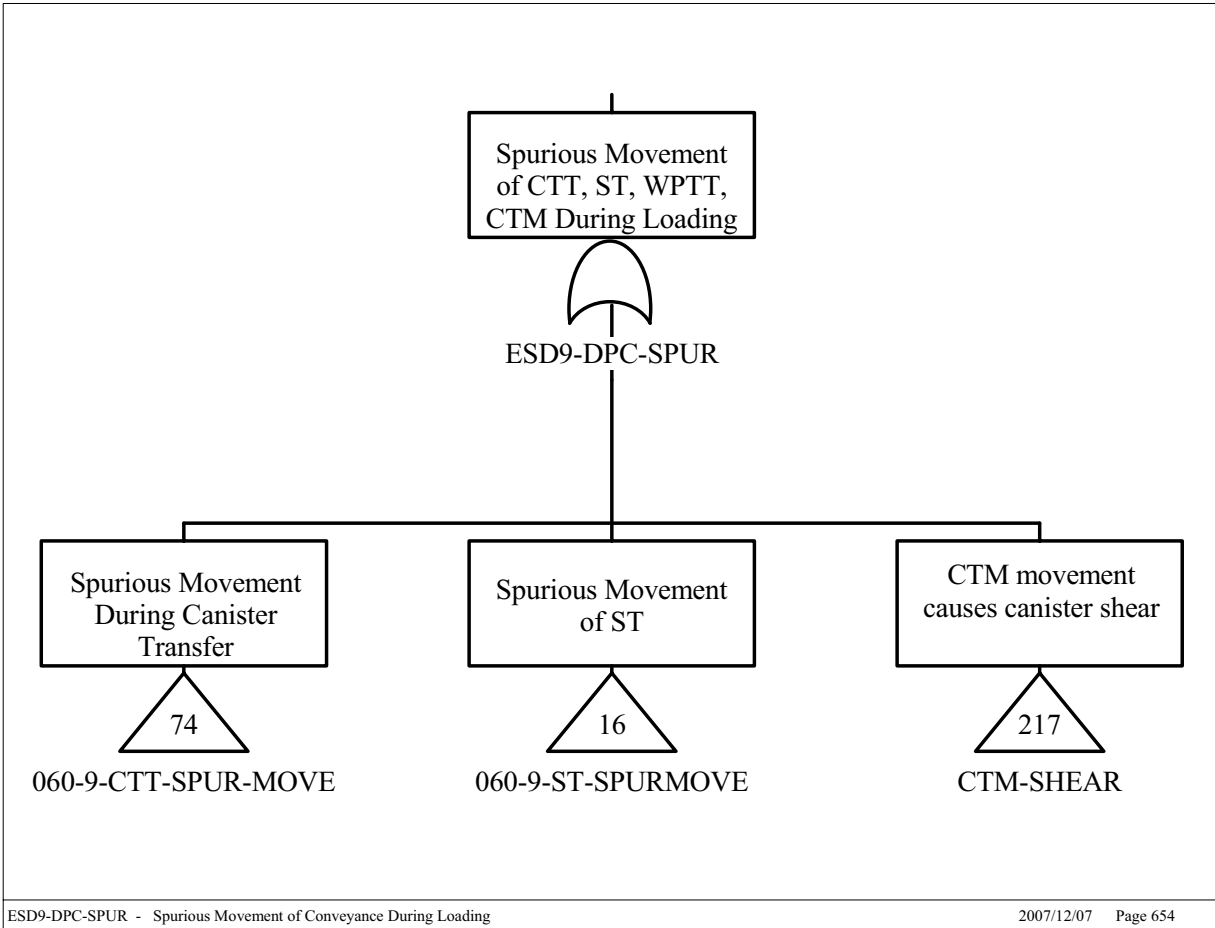 Spurious Movement
of CTT, ST, WPTT,
CTM During Loading
ESD9-DPC-SPUR
Spurious Movement
During Canister
Transfer
74
060-9-CTT-SPUR-MOVE
Spurious Movement
of ST
16
060-9-ST-SPURMOVE
CTM movement
causes canister shear
217
CTM-SHEAR
ESD9-DPC-SPUR - Spurious Movement of Conveyance During Loading 2007/12/07 Page 654